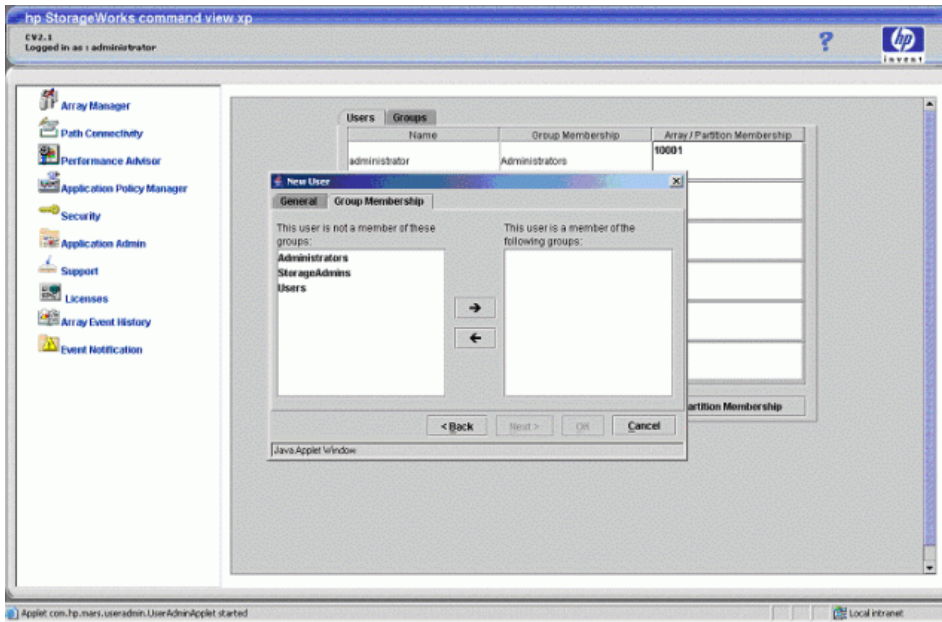 hp StorageWorks command view xp
CV2.1
Logged in as : administrator
?
hp
invent
Array Manager
Path Connectivity
Performance Advisor
Application Policy Manager
Security
Application Admin
Support
Licenses
Array Event History
Event Notification
Users Groups
Name Group Membership Array / Partition Membership
administrator Administrators 10001
New User
General Group Membership
This user is not a member of these
groups:
Administrators
StorageAdmins
Users
This user is a member of the
following groups:
artition Membership
< Back Next > OK Cancel
Java Applet Window
Applet com.hp.mars.useradmin.UserAdminApplet started
Local intranet